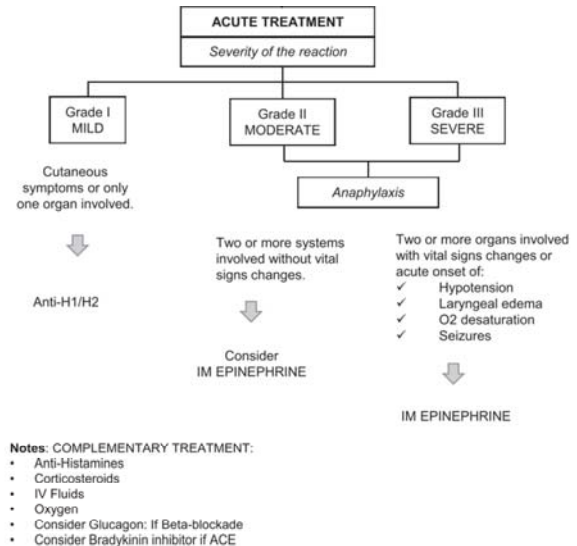 ACUTE TREATMENT
Severity of the reaction
Grade I
MILD
Grade II
MODERATE
Grade III
SEVERE
Anaphylaxis
Cutaneous
symptoms or only
one organ involved.
Anti-H1/H2
Two or more systems
involved without vital
signs changes.
Consider
IM EPINEPHRINE
Two or more organs involved
with vital signs changes or
acute onset of:
✓ Hypotension
✓ Laryngeal edema
✓ O2 desaturation
✓ Seizures
IM EPINEPHRINE
Notes: COMPLEMENTARY TREATMENT:
• Anti-Histamines
• Corticosteroids
• IV Fluids
• Oxygen
• Consider Glucagon: If Beta-blockade
• Consider Bradykinin inhibitor if ACE